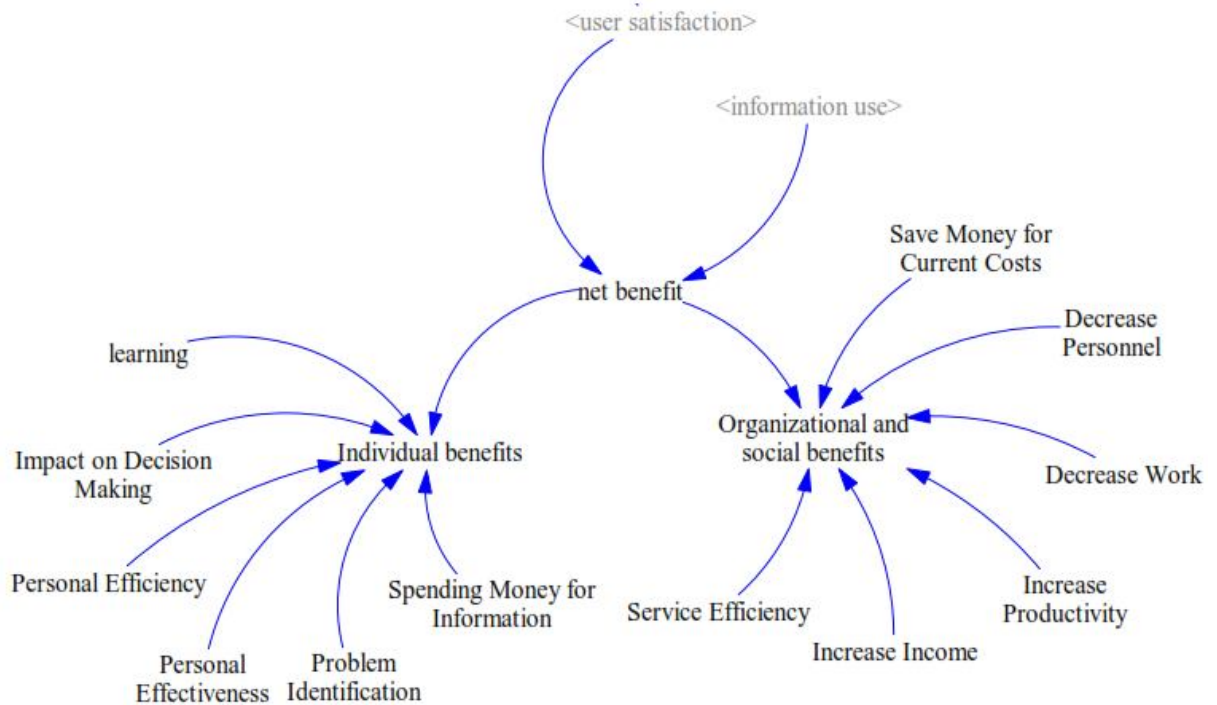 <user satisfaction>
<information use>
Save Money for
Current Costs
net benefit
Decrease
Personnel
learning
Organizational and
social benefits
Individual benefits
Impact on Decision
Making
Decrease Work
Personal Efficiency
Spending Money for
Information
Service Efficiency
Increase
Productivity
Increase Income
Personal
Effectiveness
Problem
Identification